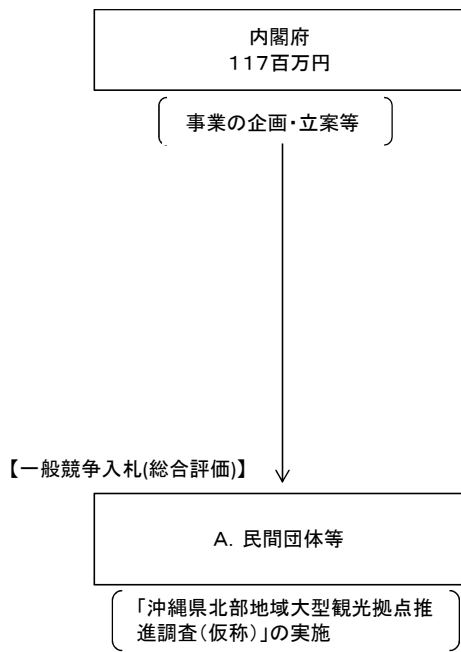 内閣府
117百万円
事業の企画・立案等
【一般競争入札(総合評価)】
A．民間団体等
「沖縄県北部地域大型観光拠点推
進調査（仮称）」の実施